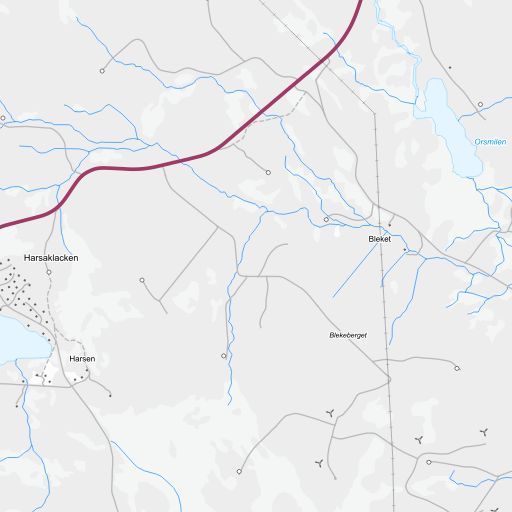 Orsmilen
Bleket
Harsaklacken
Blekeberget
Harsen